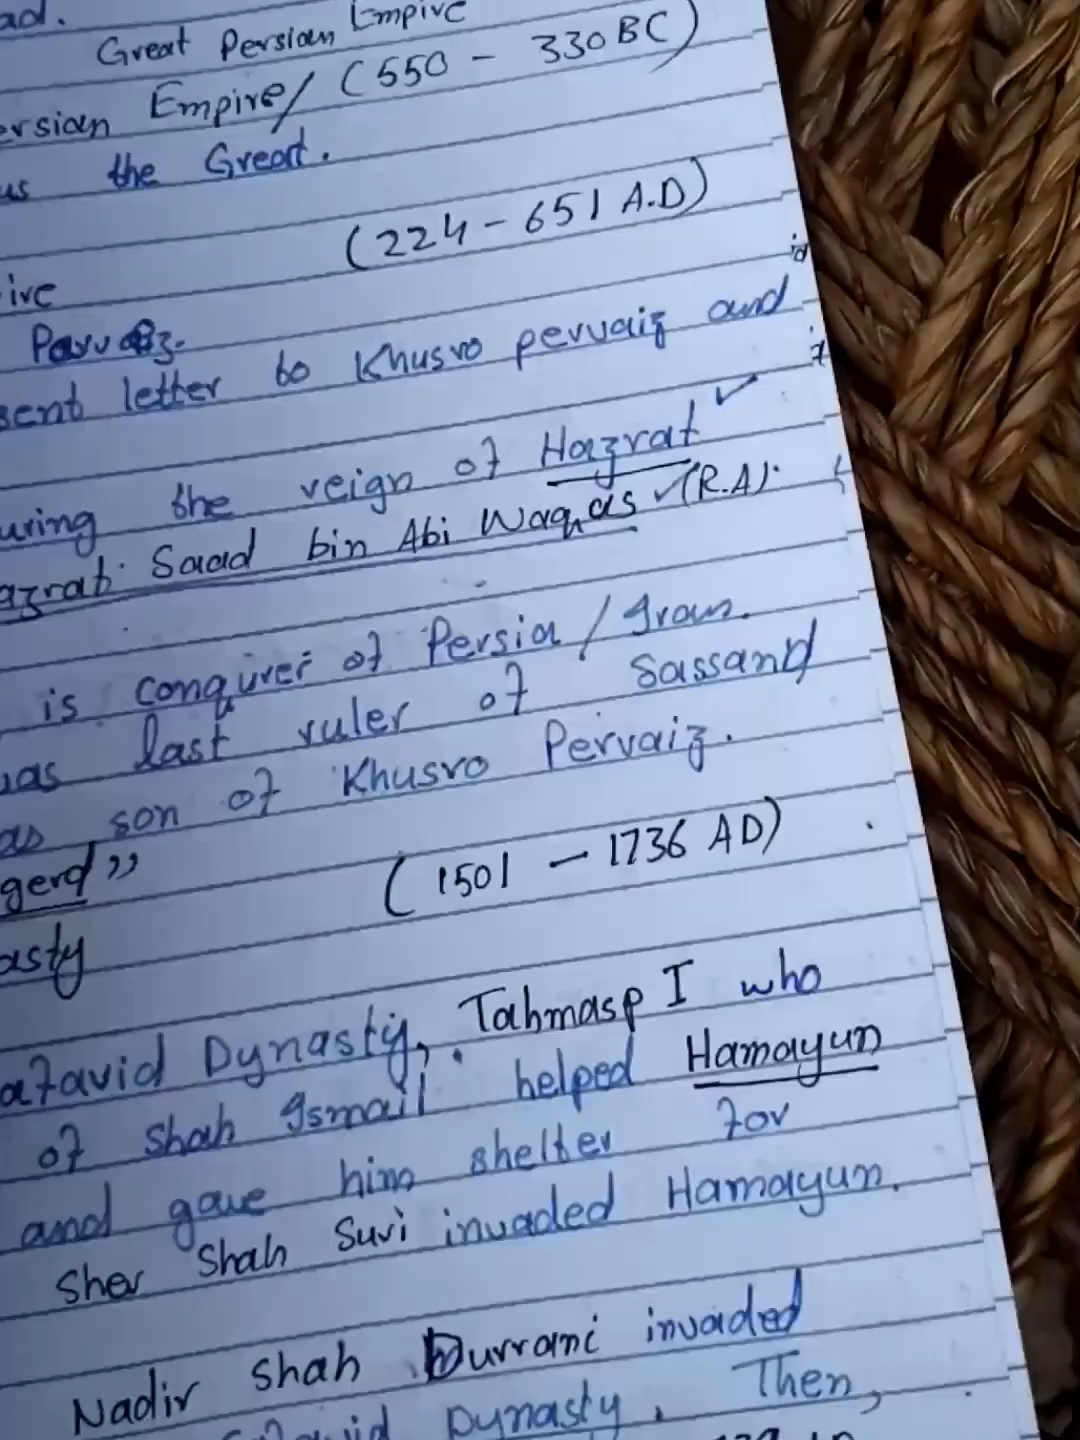 ad.
Great Persian Empire
ersian Empire/ (550 - 330 BC)
us the Great.
(224 - 651 A.D)
ire
sent letter to Khusro pervaiz and
uring the reign of Hazrat ✓
azrat. Saad bin Abi Waqas ✓(R.A).
is conqurer of Persia / Iran.
as last ruler of Sassand
as son of Khusro Pervaiz.
gerd”
(1501 – 1736 AD)
asty
afavid Dynasty, Tahmasp I who
of Shah Ismail helped Hamayun
and gave him shelter for
Sher Shah Suri invaded Hamayun.
Nadir Shah Durrani invaded
Dynasty. Then,